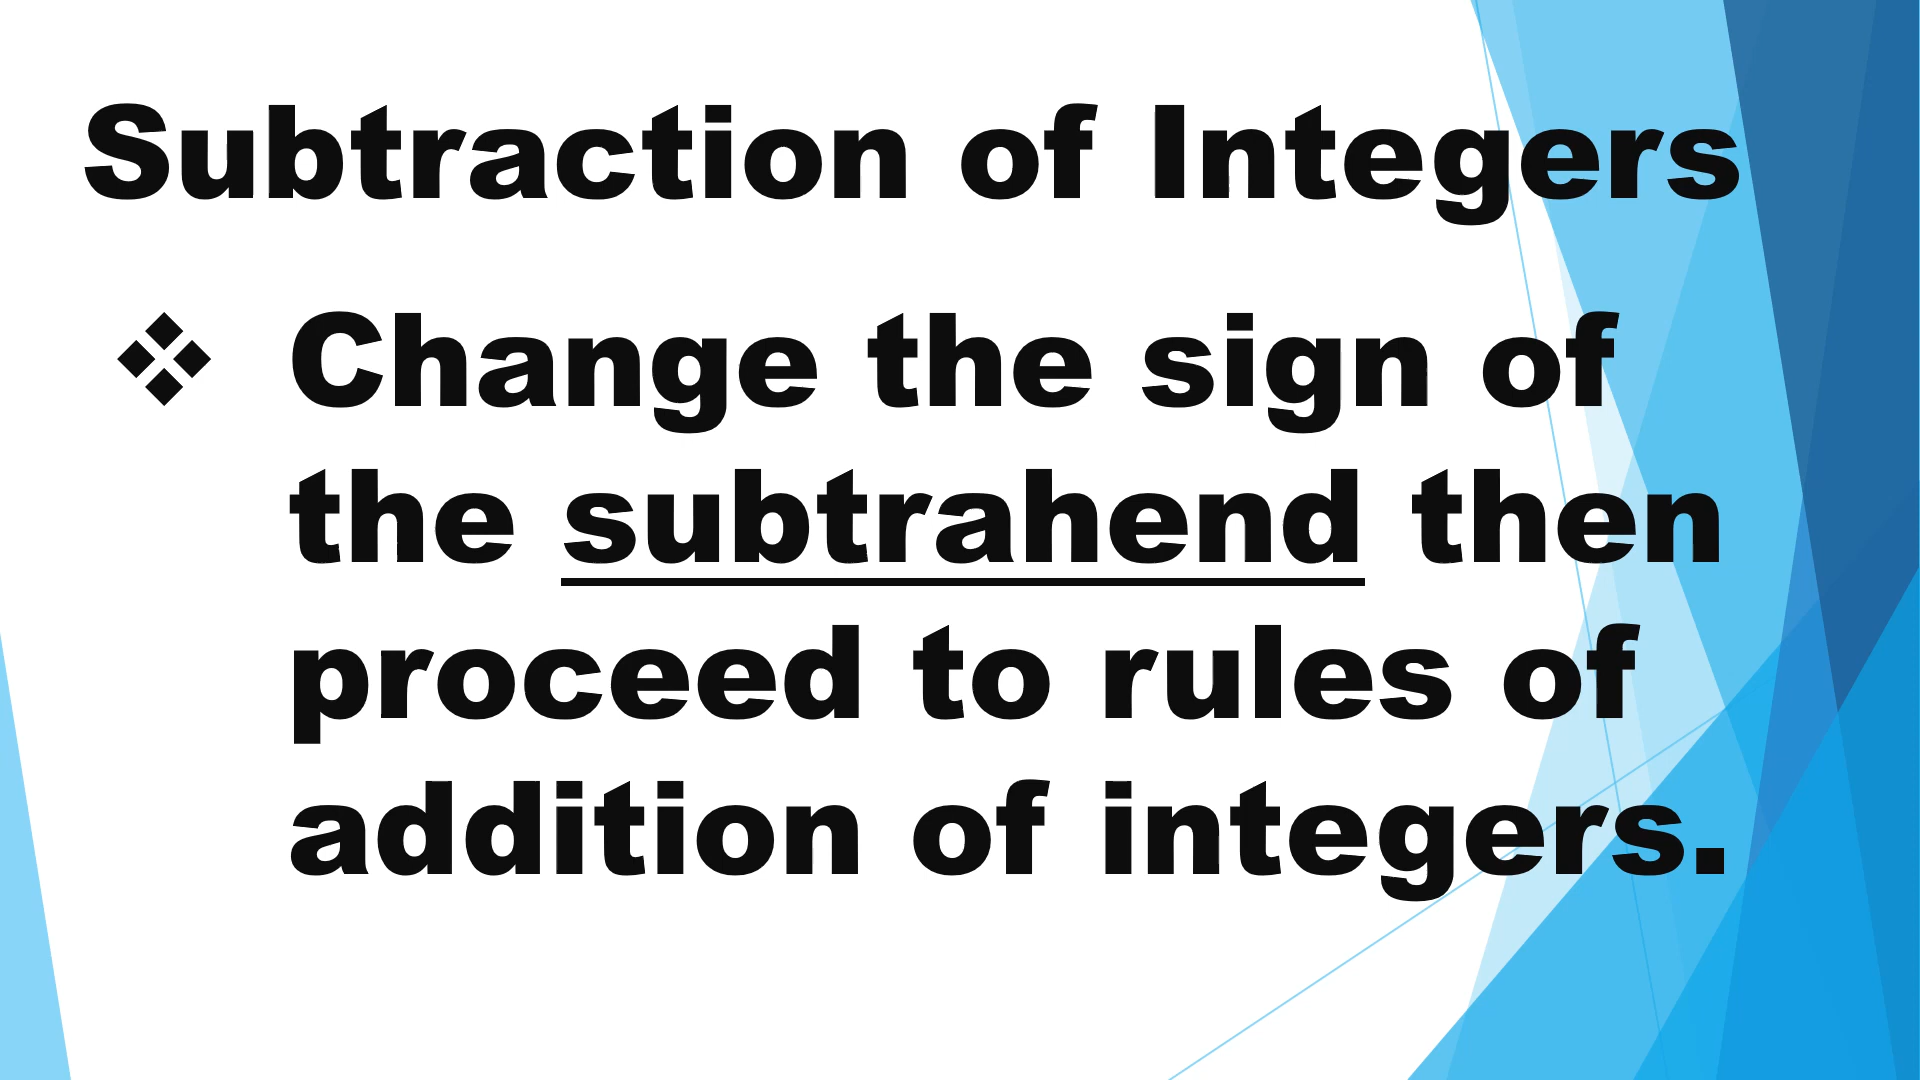 Subtraction of Integers
❖ Change the sign of
the subtrahend then
proceed to rules of
addition of integers.